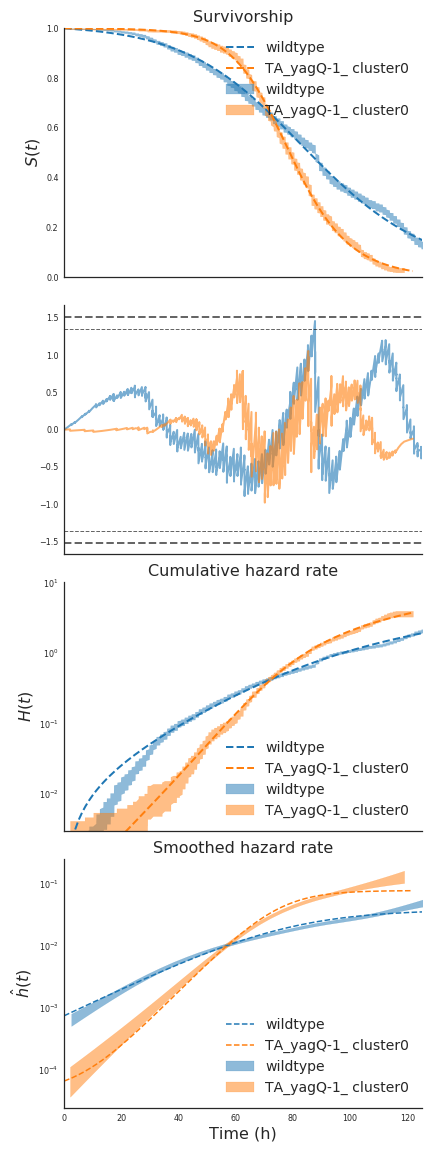 Survivorship
wildtype
TA_yagQ-1_ cluster0
wildtype
TA_yagQ-1_ cluster0
S(t)
1.0
0.8
0.6
0.4
0.2
0.0
1.5
1.0
0.5
0.0
−0.5
−1.0
−1.5
Cumulative hazard rate
H(t)
10¹
10⁰
10⁻¹
10⁻²
wildtype
TA_yagQ-1_ cluster0
wildtype
TA_yagQ-1_ cluster0
Smoothed hazard rate
ĥ(t)
10⁻¹
10⁻²
10⁻³
10⁻⁴
wildtype
TA_yagQ-1_ cluster0
wildtype
TA_yagQ-1_ cluster0
0 20 40 60 80 100 120
Time (h)